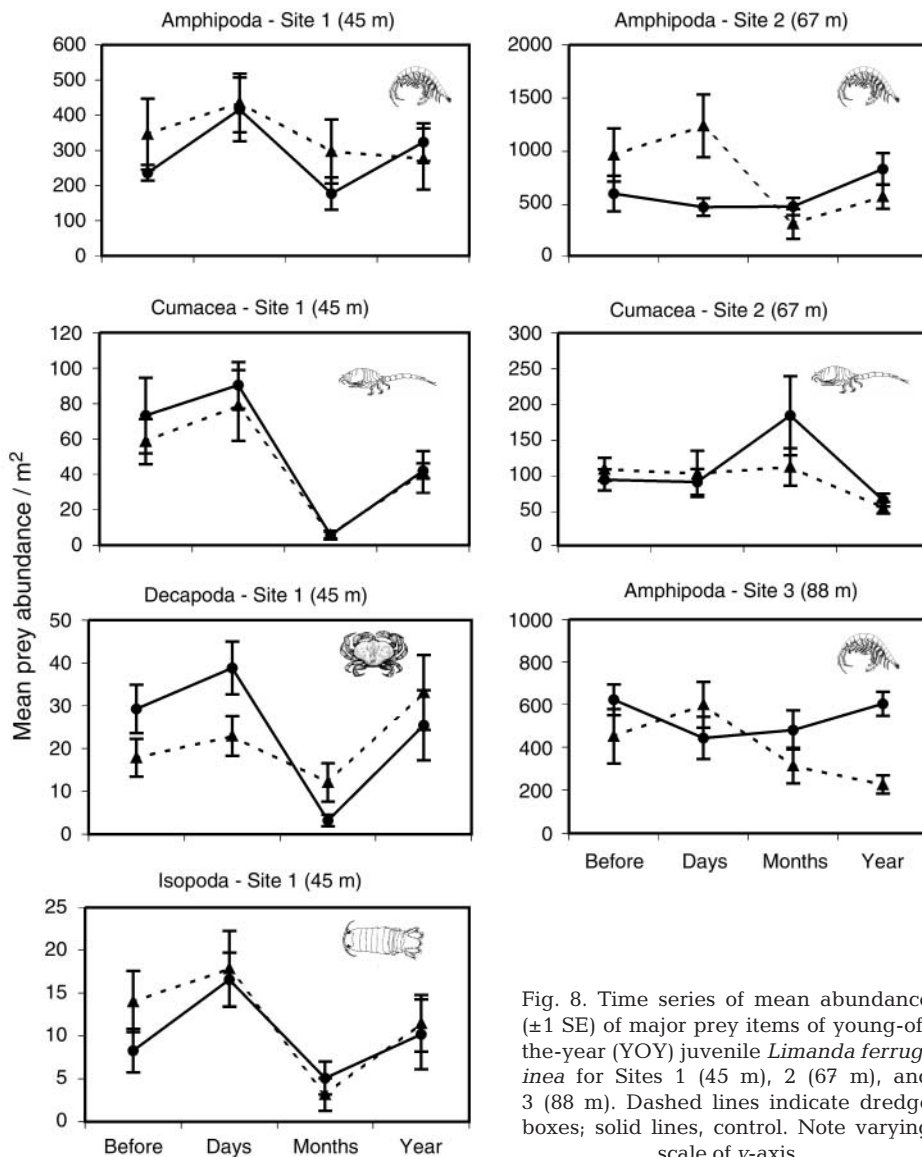 Amphipoda - Site 1 (45 m)
600
500
400
300
200
100
0
Amphipoda - Site 2 (67 m)
2000
1500
1000
500
0
Cumacea - Site 1 (45 m)
120
100
80
60
40
20
0
Cumacea - Site 2 (67 m)
300
250
200
150
100
50
0
Mean prey abundance / m²
Decapoda - Site 1 (45 m)
50
40
30
20
10
0
Amphipoda - Site 3 (88 m)
1000
800
600
400
200
0
Before Days Months Year
Isopoda - Site 1 (45 m)
25
20
15
10
5
0
Before Days Months Year
Fig. 8. Time series of mean abundance
(±1 SE) of major prey items of young-of-
the-year (YOY) juvenile Limanda ferrug-
inea for Sites 1 (45 m), 2 (67 m), and
3 (88 m). Dashed lines indicate dredge
boxes; solid lines, control. Note varying
scale of y-axis